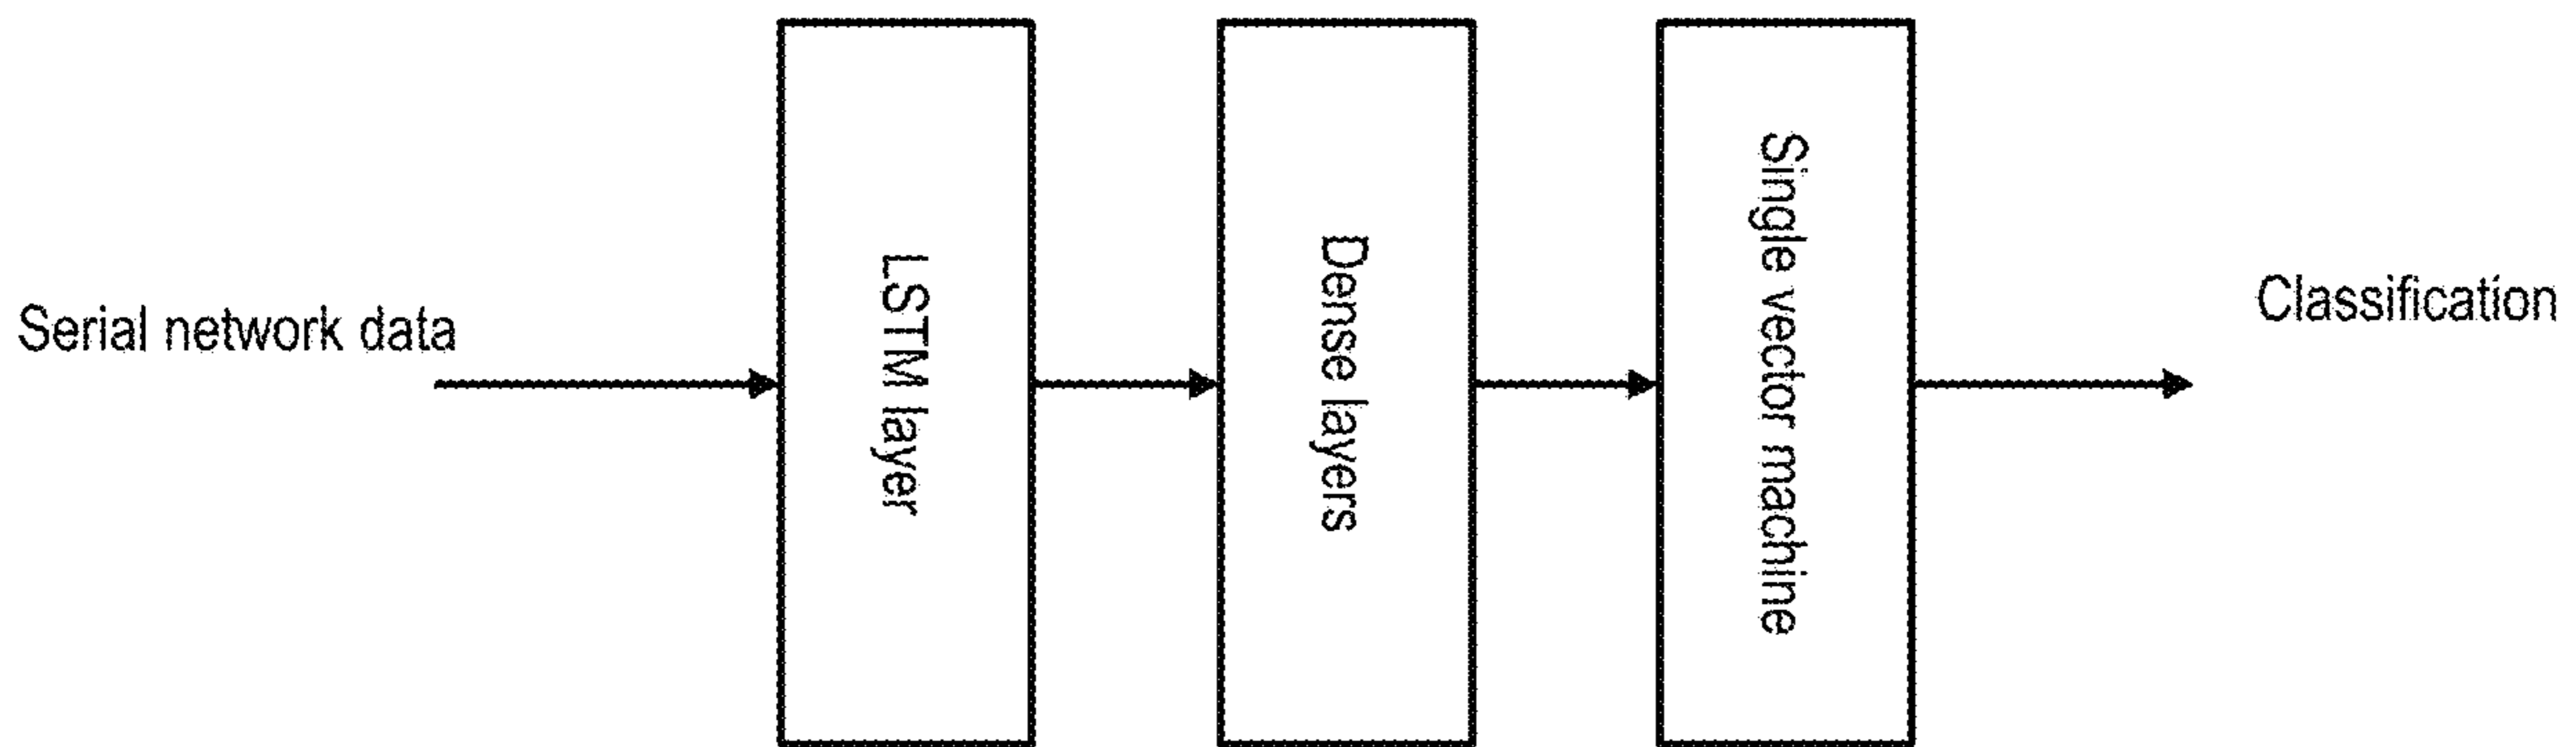 Serial network data
LSTM layer
Dense layers
Single vector machine
Classification